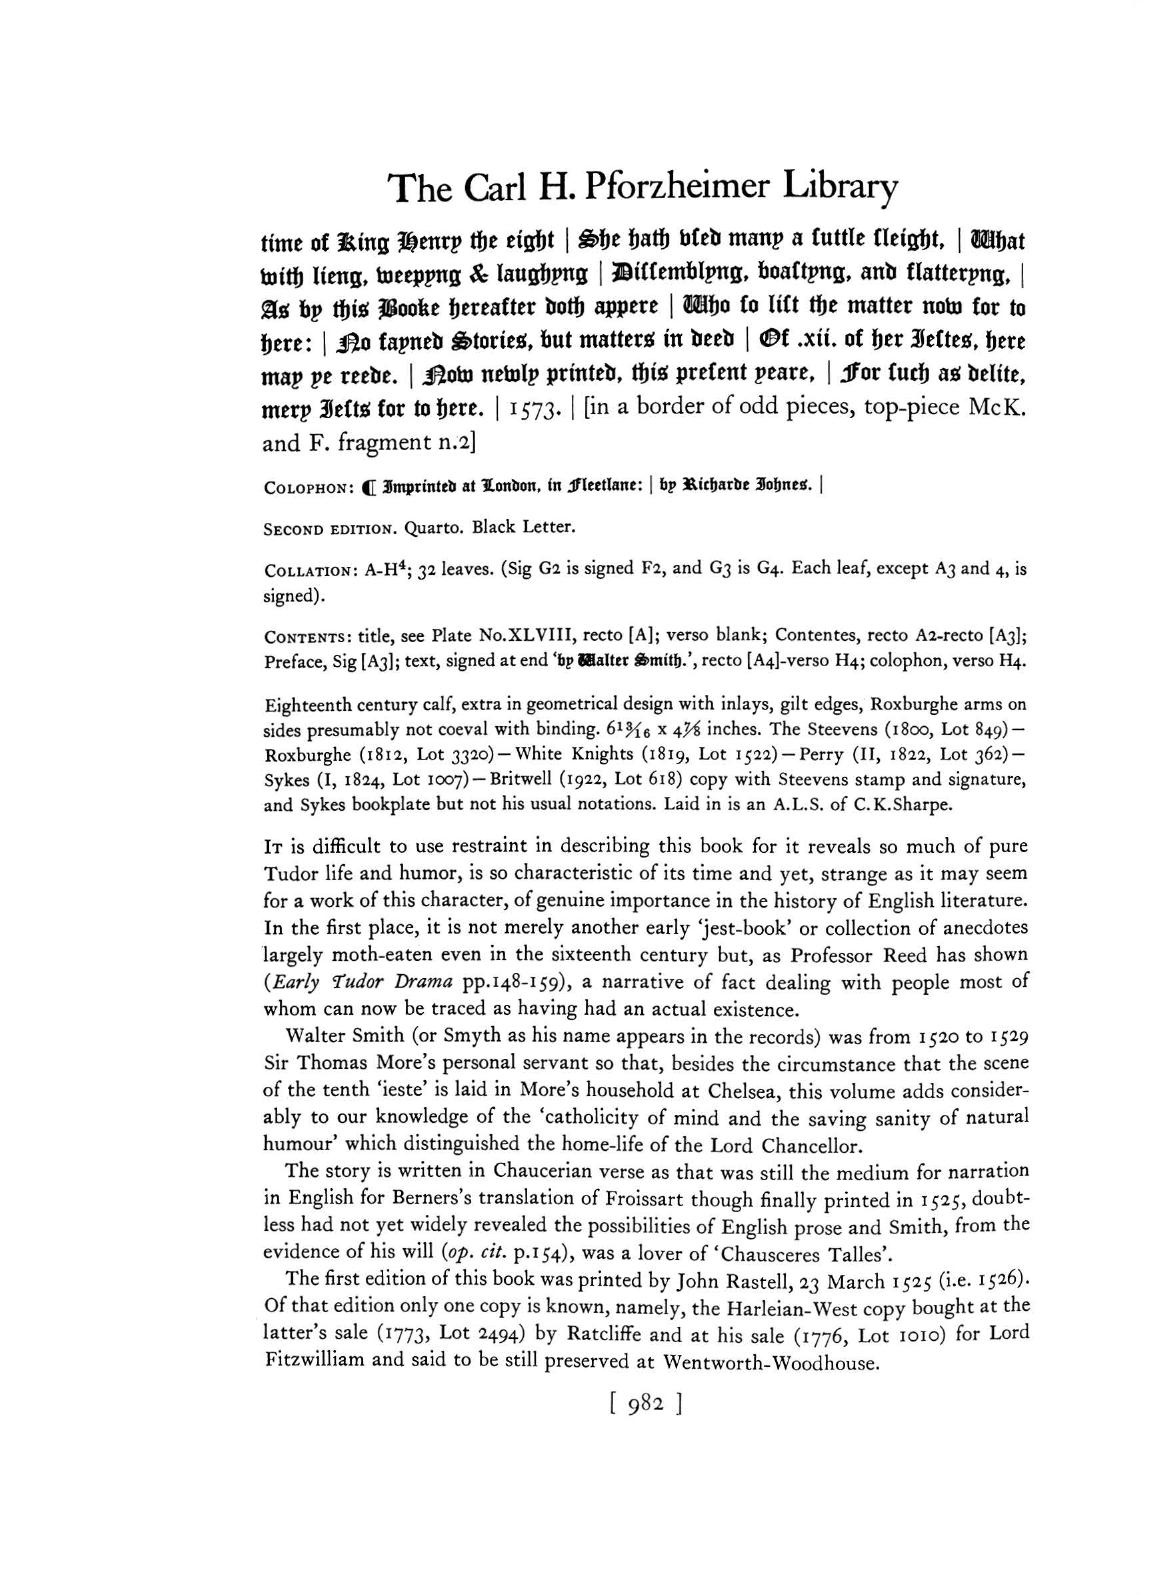 The Carl H. Pforzheimer Library
time of King Henry the eight | She hath vſed many a ſuttle ſleight, | What
with lieng, weepyng & laughyng | Diſſemblyng, boaſtyng, and flatteryng, |
As by this Booke hereafter doth appere | Who ſo liſt the matter now for to
here: | No fayned Stories, but matters in deed | Of .xii. of her Ieſtes, here
may ye reede. | Now newly printed, this preſent yeare, | For ſuch as delite,
mery Ieſts for to here. | 1573. | [in a border of odd pieces, top-piece McK.
and F. fragment n.2]
COLOPHON: ¶ Imprinted at London, in Fleetlane: | by Richarde Johnes. |
SECOND EDITION. Quarto. Black Letter.
COLLATION: A-H⁴; 32 leaves. (Sig G2 is signed F2, and G3 is G4. Each leaf, except A3 and 4, is
signed).
CONTENTS: title, see Plate No.XLVIII, recto [A]; verso blank; Contentes, recto A2-recto [A3];
Preface, Sig [A3]; text, signed at end ‘by Walter Smith.’, recto [A4]-verso H4; colophon, verso H4.
Eighteenth century calf, extra in geometrical design with inlays, gilt edges, Roxburghe arms on
sides presumably not coeval with binding. 6 13/16 x 4 7/8 inches. The Steevens (1800, Lot 849)—
Roxburghe (1812, Lot 3320)—White Knights (1819, Lot 1522)—Perry (II, 1822, Lot 362)—
Sykes (I, 1824, Lot 1007)—Britwell (1922, Lot 618) copy with Steevens stamp and signature,
and Sykes bookplate but not his usual notations. Laid in is an A.L.S. of C.K.Sharpe.
IT is difficult to use restraint in describing this book for it reveals so much of pure
Tudor life and humor, is so characteristic of its time and yet, strange as it may seem
for a work of this character, of genuine importance in the history of English literature.
In the first place, it is not merely another early ‘jest-book’ or collection of anecdotes
largely moth-eaten even in the sixteenth century but, as Professor Reed has shown
(Early Tudor Drama pp.148-159), a narrative of fact dealing with people most of
whom can now be traced as having had an actual existence.
Walter Smith (or Smyth as his name appears in the records) was from 1520 to 1529
Sir Thomas More’s personal servant so that, besides the circumstance that the scene
of the tenth ‘ieste’ is laid in More’s household at Chelsea, this volume adds consider-
ably to our knowledge of the ‘catholicity of mind and the saving sanity of natural
humour’ which distinguished the home-life of the Lord Chancellor.
The story is written in Chaucerian verse as that was still the medium for narration
in English for Berners’s translation of Froissart though finally printed in 1525, doubt-
less had not yet widely revealed the possibilities of English prose and Smith, from the
evidence of his will (op. cit. p.154), was a lover of ‘Chausceres Talles’.
The first edition of this book was printed by John Rastell, 23 March 1525 (i.e. 1526).
Of that edition only one copy is known, namely, the Harleian-West copy bought at the
latter’s sale (1773, Lot 2494) by Ratcliffe and at his sale (1776, Lot 1010) for Lord
Fitzwilliam and said to be still preserved at Wentworth-Woodhouse.
[ 982 ]